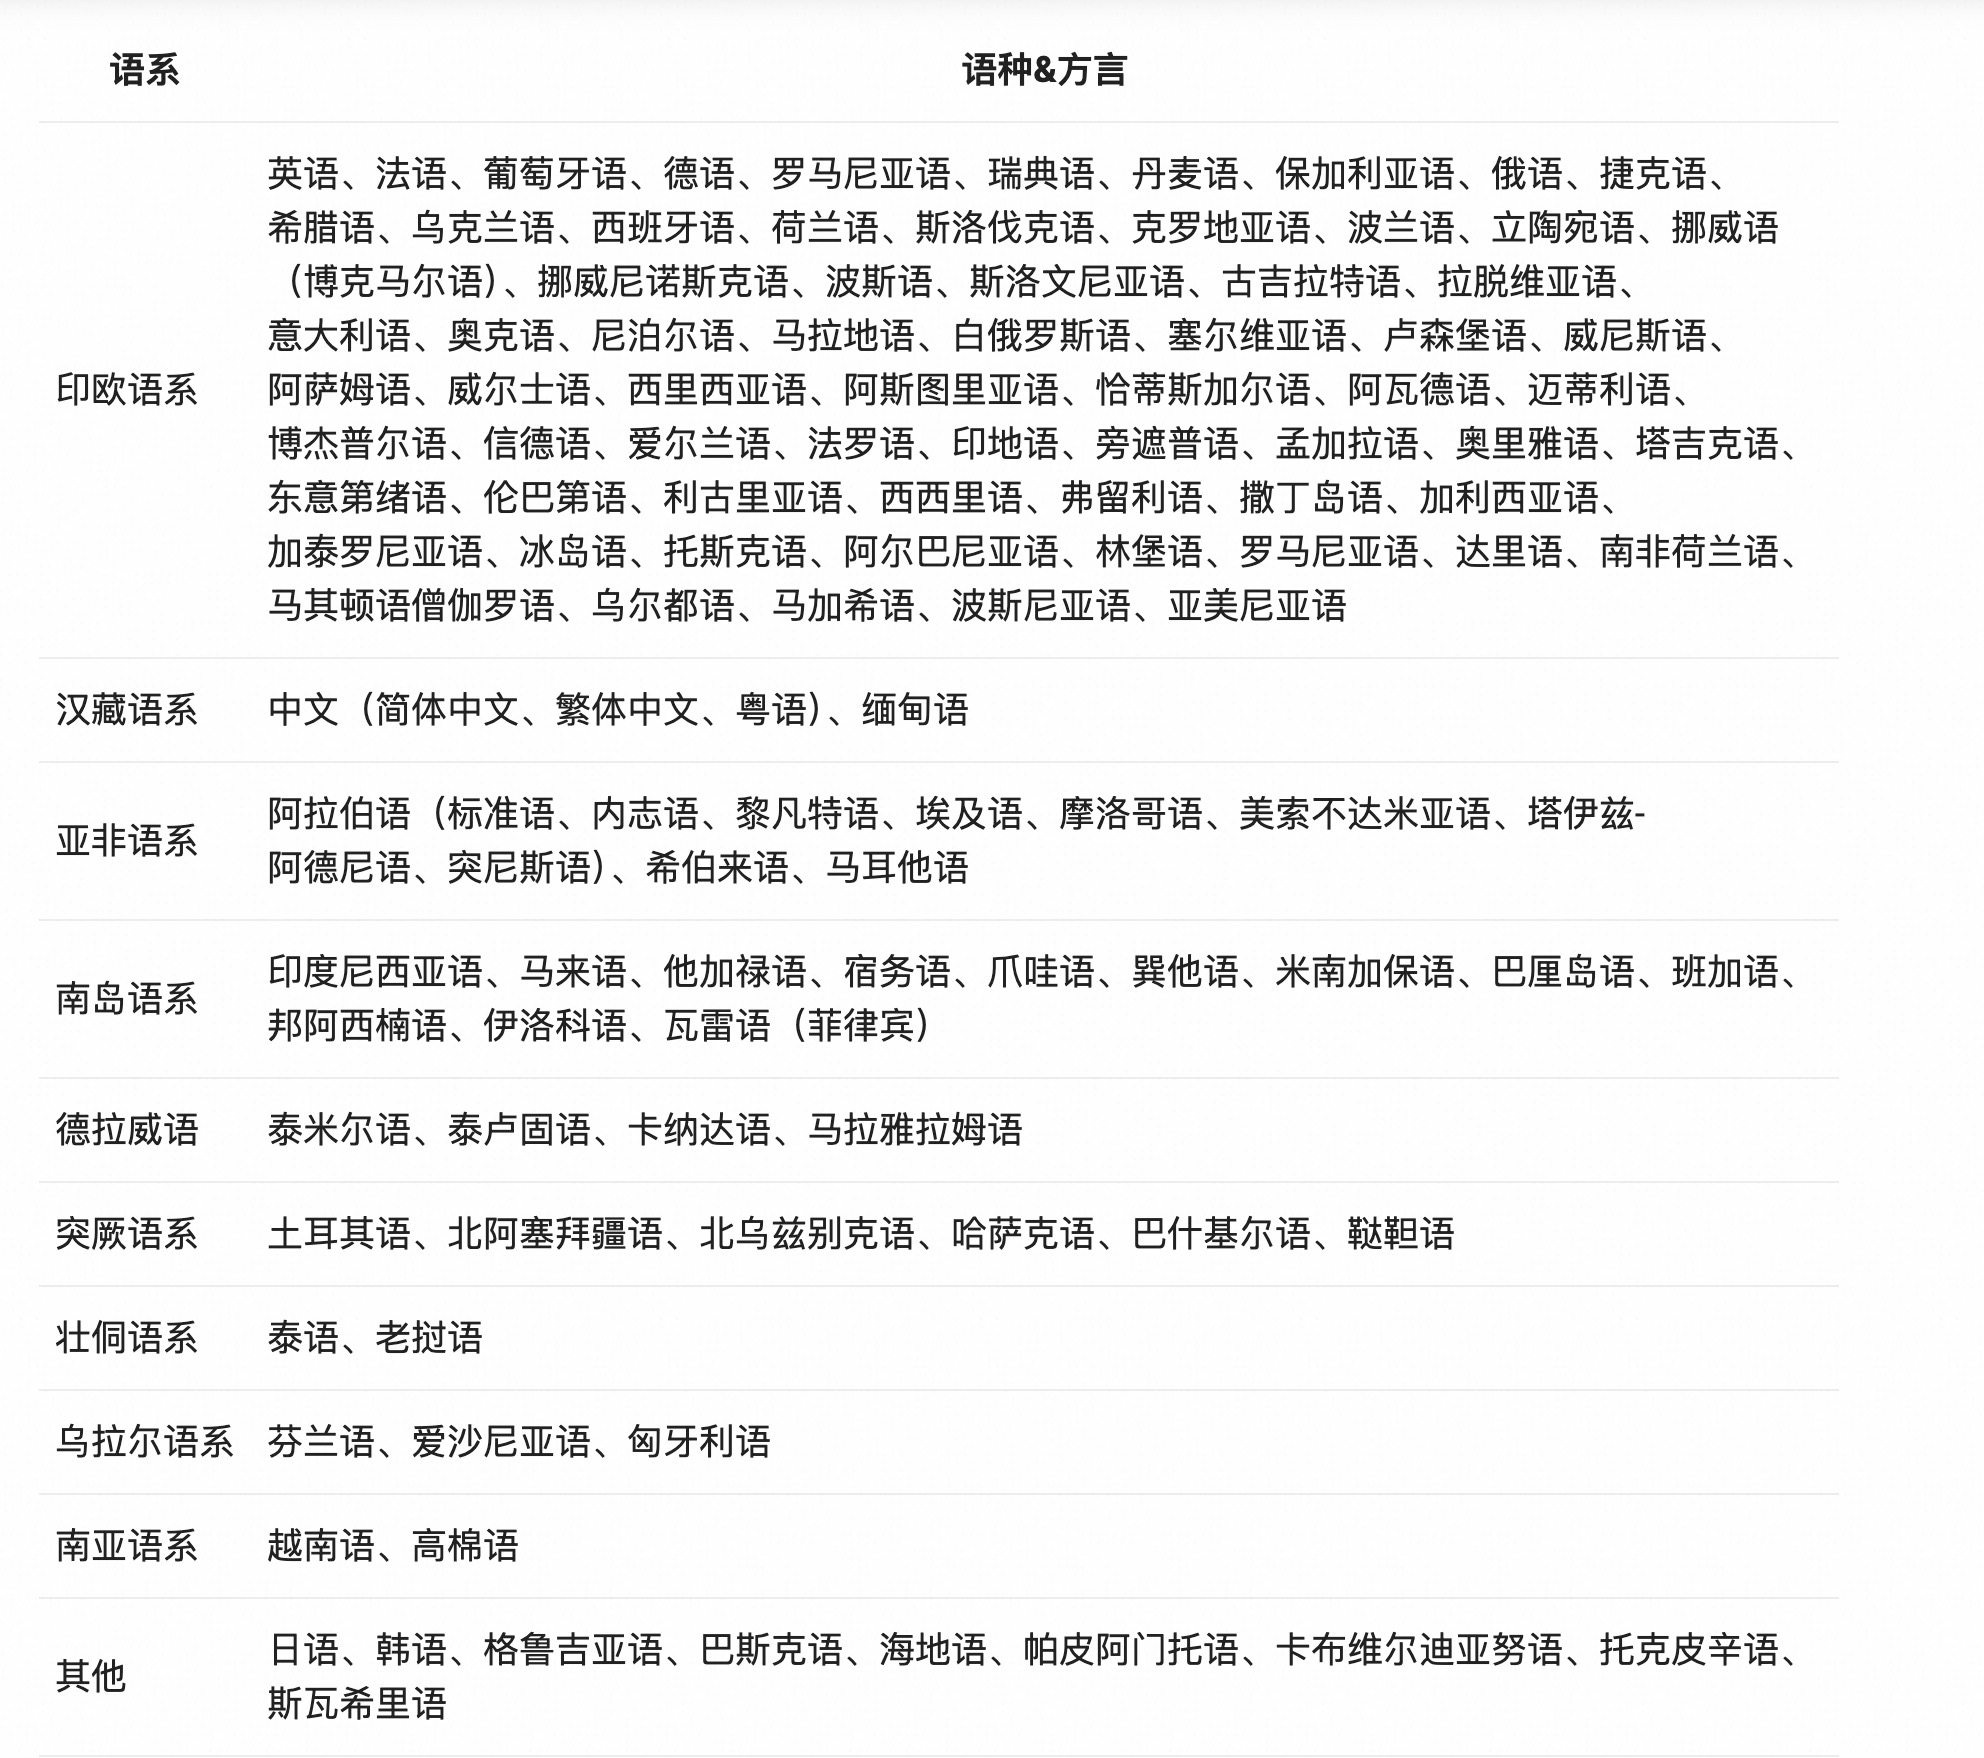 语系 语种&方言
印欧语系
英语、法语、葡萄牙语、德语、罗马尼亚语、瑞典语、丹麦语、保加利亚语、俄语、捷克语、
希腊语、乌克兰语、西班牙语、荷兰语、斯洛伐克语、克罗地亚语、波兰语、立陶宛语、挪威语
（博克马尔语）、挪威尼诺斯克语、波斯语、斯洛文尼亚语、古吉拉特语、拉脱维亚语、
意大利语、奥克语、尼泊尔语、马拉地语、白俄罗斯语、塞尔维亚语、卢森堡语、威尼斯语、
阿萨姆语、威尔士语、西里西亚语、阿斯图里亚语、恰蒂斯加尔语、阿瓦德语、迈蒂利语、
博杰普尔语、信德语、爱尔兰语、法罗语、印地语、旁遮普语、孟加拉语、奥里雅语、塔吉克语、
东意第绪语、伦巴第语、利古里亚语、西西里语、弗留利语、撒丁岛语、加利西亚语、
加泰罗尼亚语、冰岛语、托斯克语、阿尔巴尼亚语、林堡语、罗马尼亚语、达里语、南非荷兰语、
马其顿语僧伽罗语、乌尔都语、马加希语、波斯尼亚语、亚美尼亚语
汉藏语系 中文（简体中文、繁体中文、粤语）、缅甸语
亚非语系
阿拉伯语（标准语、内志语、黎凡特语、埃及语、摩洛哥语、美索不达米亚语、塔伊兹-
阿德尼语、突尼斯语）、希伯来语、马耳他语
南岛语系
印度尼西亚语、马来语、他加禄语、宿务语、爪哇语、巽他语、米南加保语、巴厘岛语、班加语、
邦阿西楠语、伊洛科语、瓦雷语（菲律宾）
德拉威语 泰米尔语、泰卢固语、卡纳达语、马拉雅拉姆语
突厥语系 土耳其语、北阿塞拜疆语、北乌兹别克语、哈萨克语、巴什基尔语、鞑靼语
壮侗语系 泰语、老挝语
乌拉尔语系 芬兰语、爱沙尼亚语、匈牙利语
南亚语系 越南语、高棉语
其他
日语、韩语、格鲁吉亚语、巴斯克语、海地语、帕皮阿门托语、卡布维尔迪亚努语、托克皮辛语、
斯瓦希里语